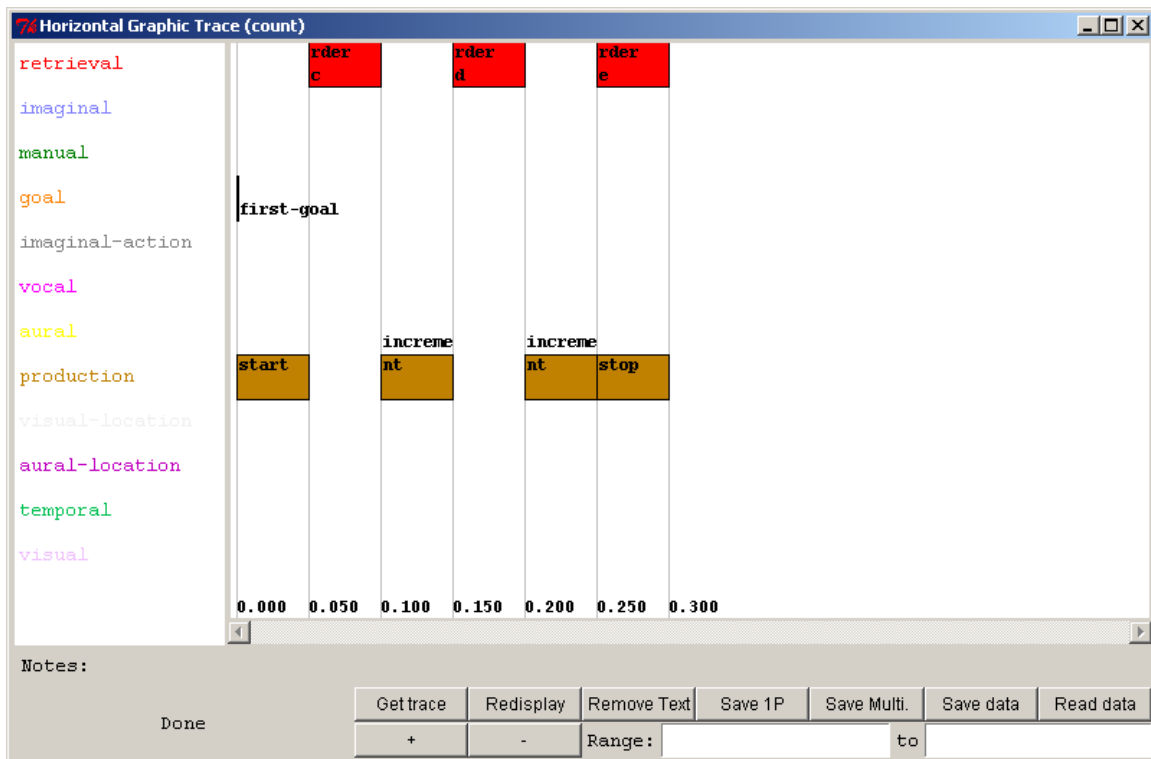 Horizontal Graphic Trace (count)
retrieval
imaginal
manual
goal
imaginal-action
vocal
aural
production
visual-location
aural-location
temporal
visual
rder
c
rder
d
rder
e
first-goal
start
increme
nt
increme
nt
stop
0.000 0.050 0.100 0.150 0.200 0.250 0.300
Notes:
Done
Get trace Redisplay Remove Text Save 1P Save Multi. Save data Read data
+ - Range: to